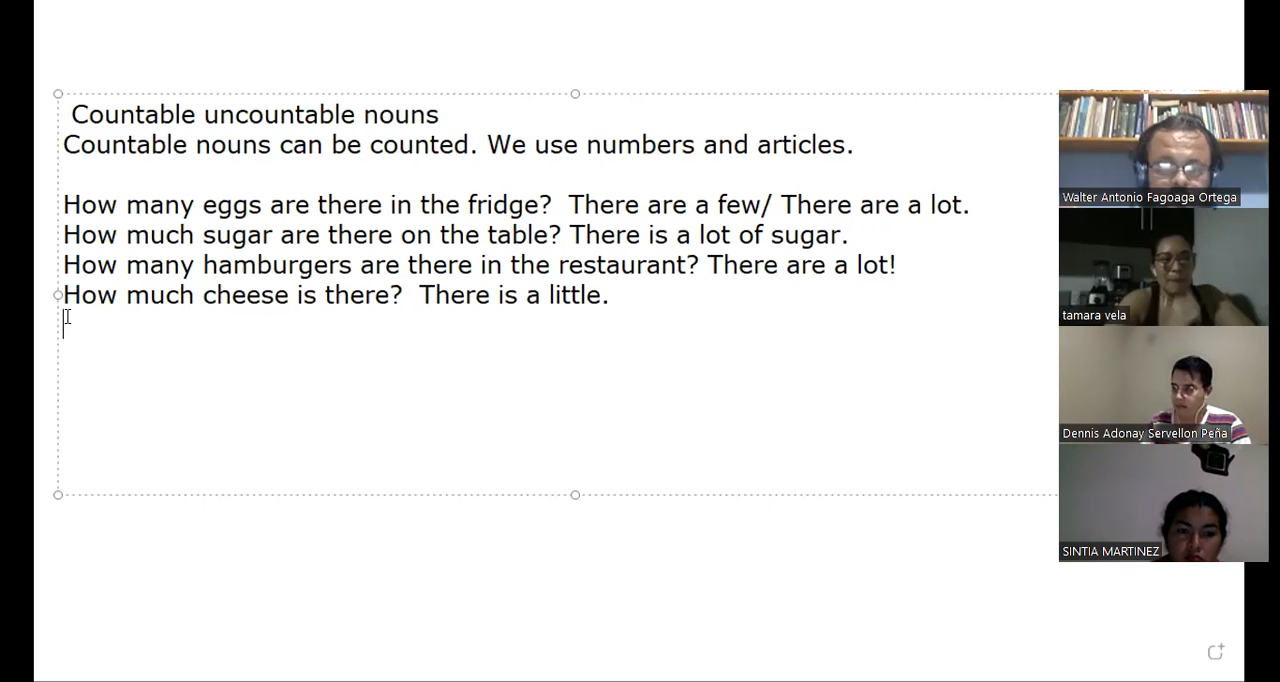 Countable uncountable nouns
Countable nouns can be counted. We use numbers and articles.
How many eggs are there in the fridge?  There are a few/ There are a lot.
How much sugar are there on the table? There is a lot of sugar.
How many hamburgers are there in the restaurant? There are a lot!
How much cheese is there?  There is a little.
Walter Antonio Fagoaga Ortega
tamara vela
Dennis Adonay Servellon Peña
SINTIA MARTINEZ